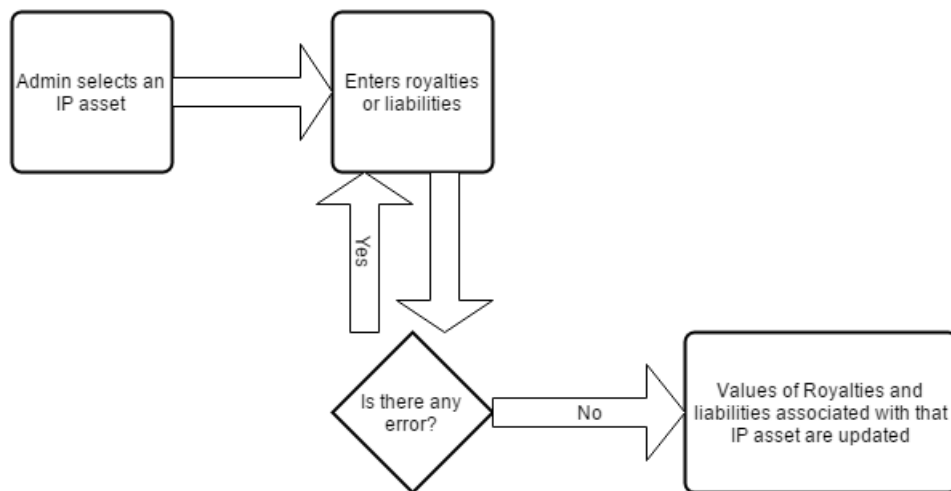 Admin selects an
IP asset
Enters royalties
or liabilities
Yes
Is there any
error?
No
Values of Royalties and
liabilities associated with that
IP asset are updated